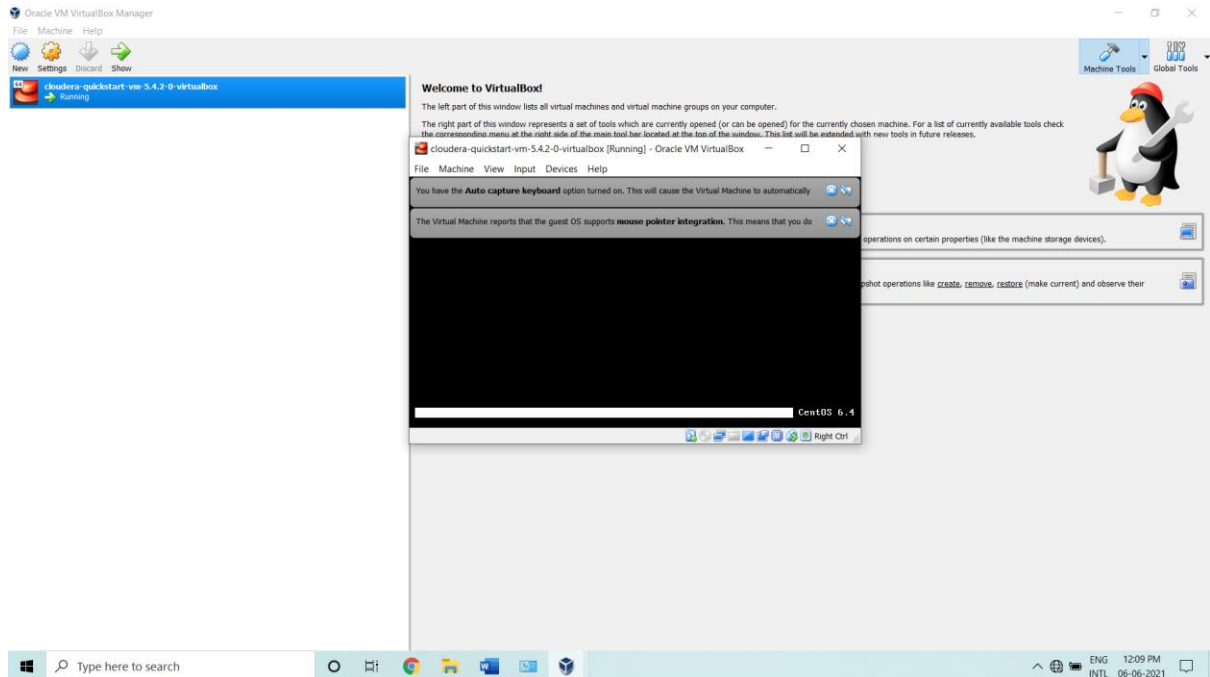 Oracle VM VirtualBox Manager
File Machine Help
New Settings Discard Show
Machine Tools Global Tools
64
cloudera-quickstart-vm-5.4.2-0-virtualbox
Running
Welcome to VirtualBox!
The left part of this window lists all virtual machines and virtual machine groups on your computer.
The right part of this window represents a set of tools which are currently opened (or can be opened) for the currently chosen machine. For a list of currently available tools check
the corresponding menu at the right side of the main tool bar located at the top of the window. This list will be extended with new tools in future releases.
cloudera-quickstart-vm-5.4.2-0-virtualbox [Running] - Oracle VM VirtualBox
File Machine View Input Devices Help
You have the Auto capture keyboard option turned on. This will cause the Virtual Machine to automatically
The Virtual Machine reports that the guest OS supports mouse pointer integration. This means that you do
operations on certain properties (like the machine storage devices).
pshot operations like create, remove, restore (make current) and observe their
CentOS 6.4
Right Ctrl
Type here to search
ENG 12:09 PM
INTL 06-06-2021